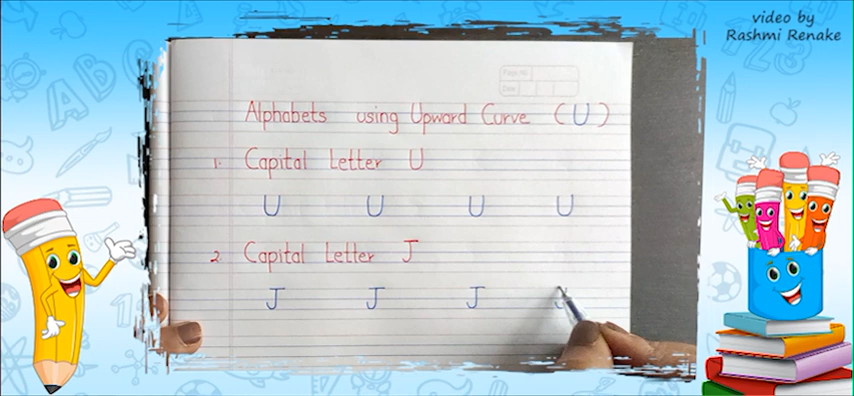 video by
Rashmi Renake
Page No
Date
Alphabets using Upward Curve (U)
1. Capital Letter U
U U U U
2. Capital Letter J
J J J